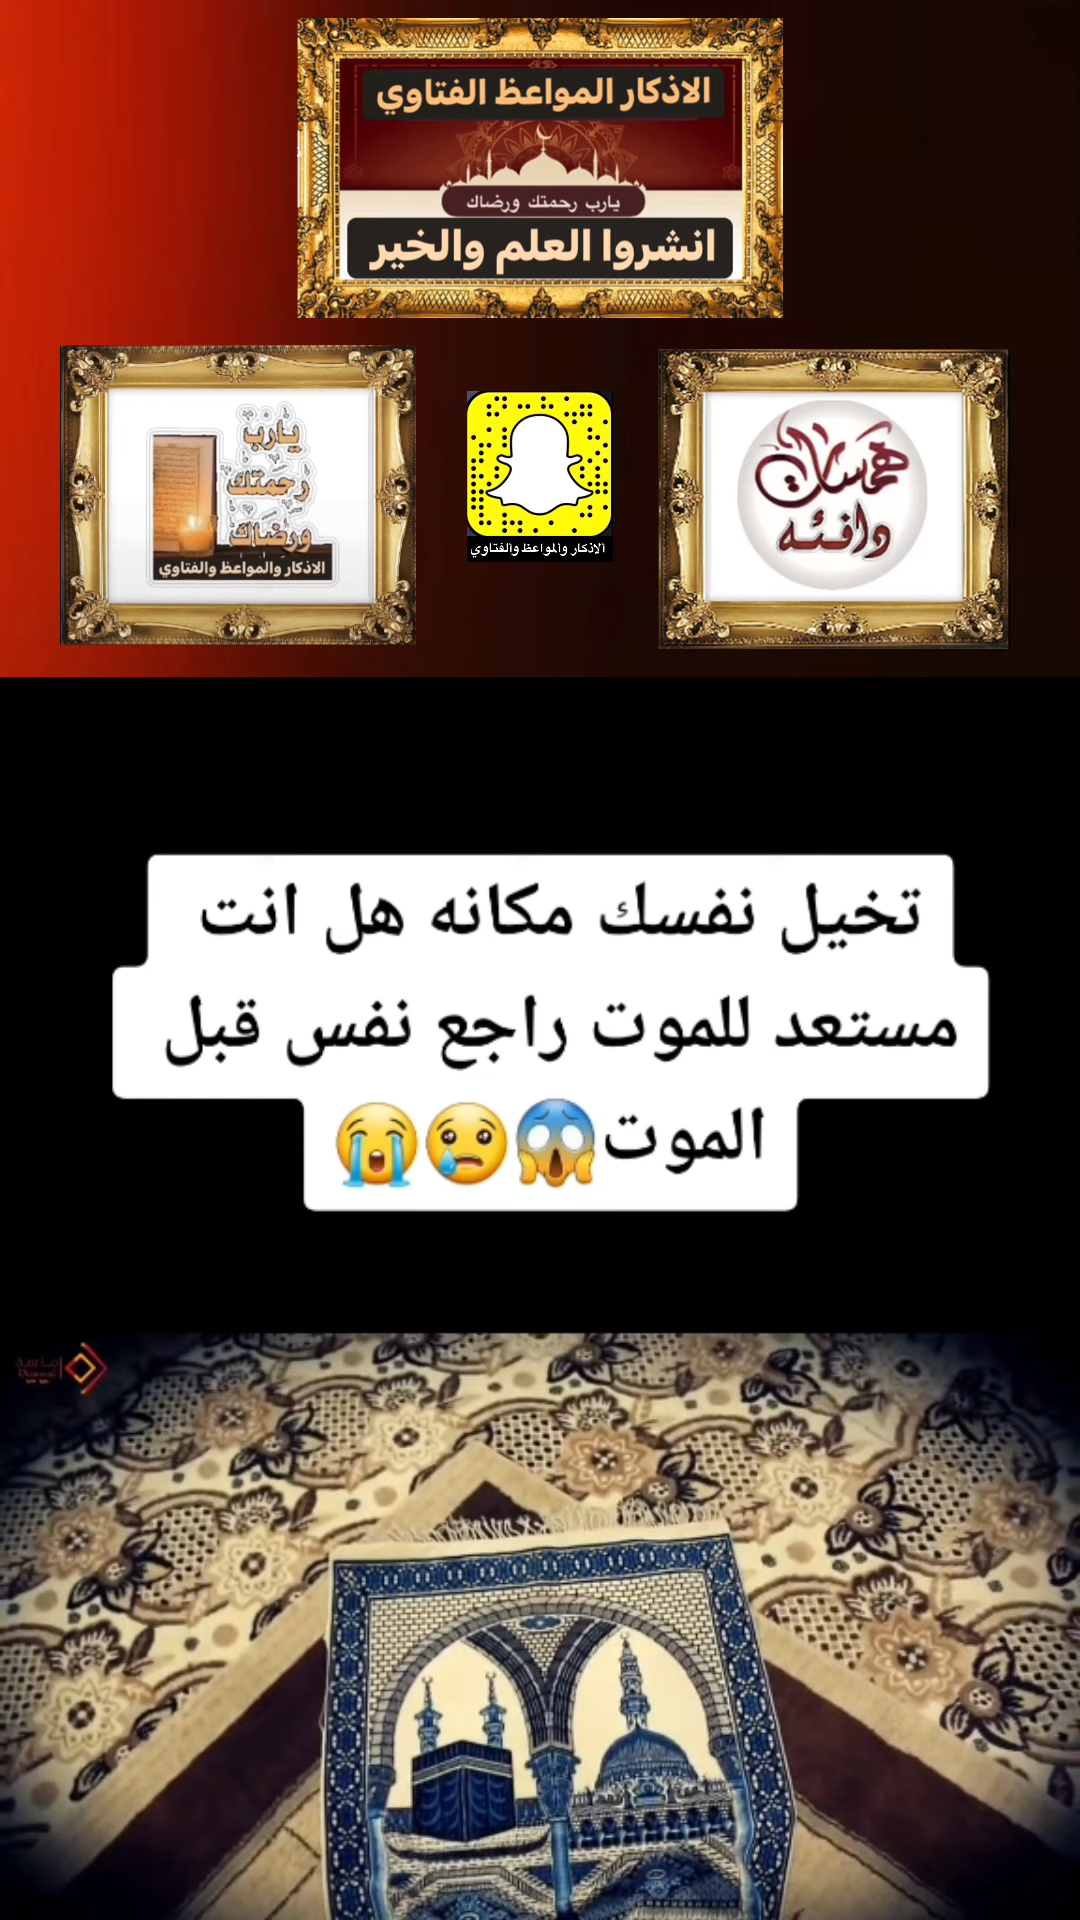 الاذكار المواعظ الفتاوي
يارب رحمتك ورضاك
انشروا العلم والخير
يارب
رحمتك
ورضاك
الاذكار والمواعظ والفتاوي
الاذكار والمواعظ والفتاوي
همسات
دافئه
تخيل نفسك مكانه هل انت
مستعد للموت راجع نفس قبل
الموت😱😢😭